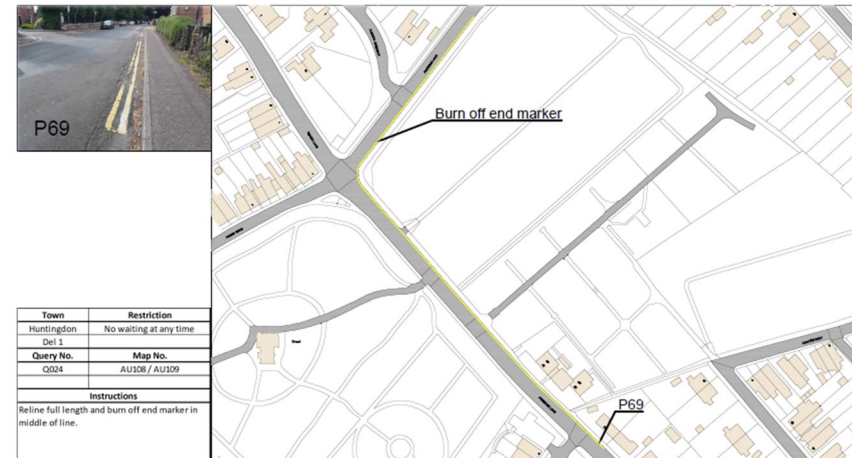 P69
Burn off end marker
P69
Town Restriction
Huntingdon No waiting at any time
Del 1
Query No. Map No.
Q024 AU108 / AU109
Instructions
Reline full length and burn off end marker in
middle of line.